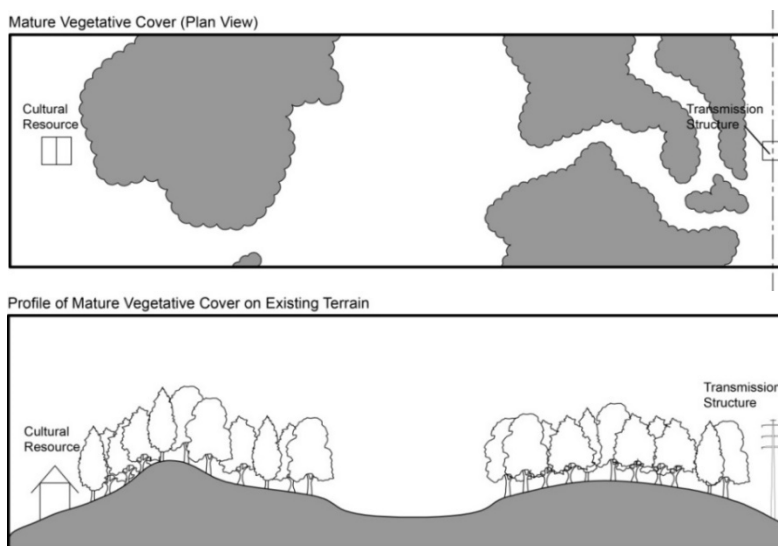 Mature Vegetative Cover (Plan View)
Cultural
Resource
Transmission
Structure
Profile of Mature Vegetative Cover on Existing Terrain
Transmission
Structure
Cultural
Resource